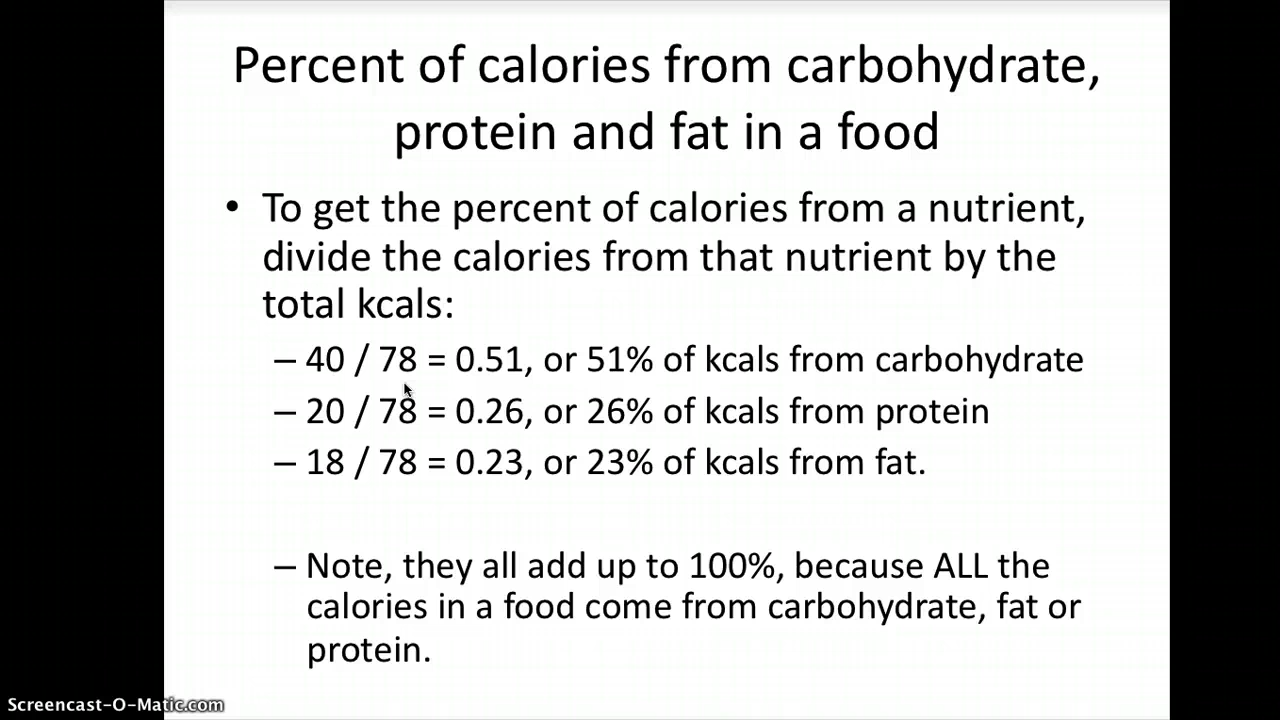 Percent of calories from carbohydrate,
protein and fat in a food
• To get the percent of calories from a nutrient,
divide the calories from that nutrient by the
total kcals:
– 40 / 78 = 0.51, or 51% of kcals from carbohydrate
– 20 / 78 = 0.26, or 26% of kcals from protein
– 18 / 78 = 0.23, or 23% of kcals from fat.
– Note, they all add up to 100%, because ALL the
calories in a food come from carbohydrate, fat or
protein.
Screencast-O-Matic.com